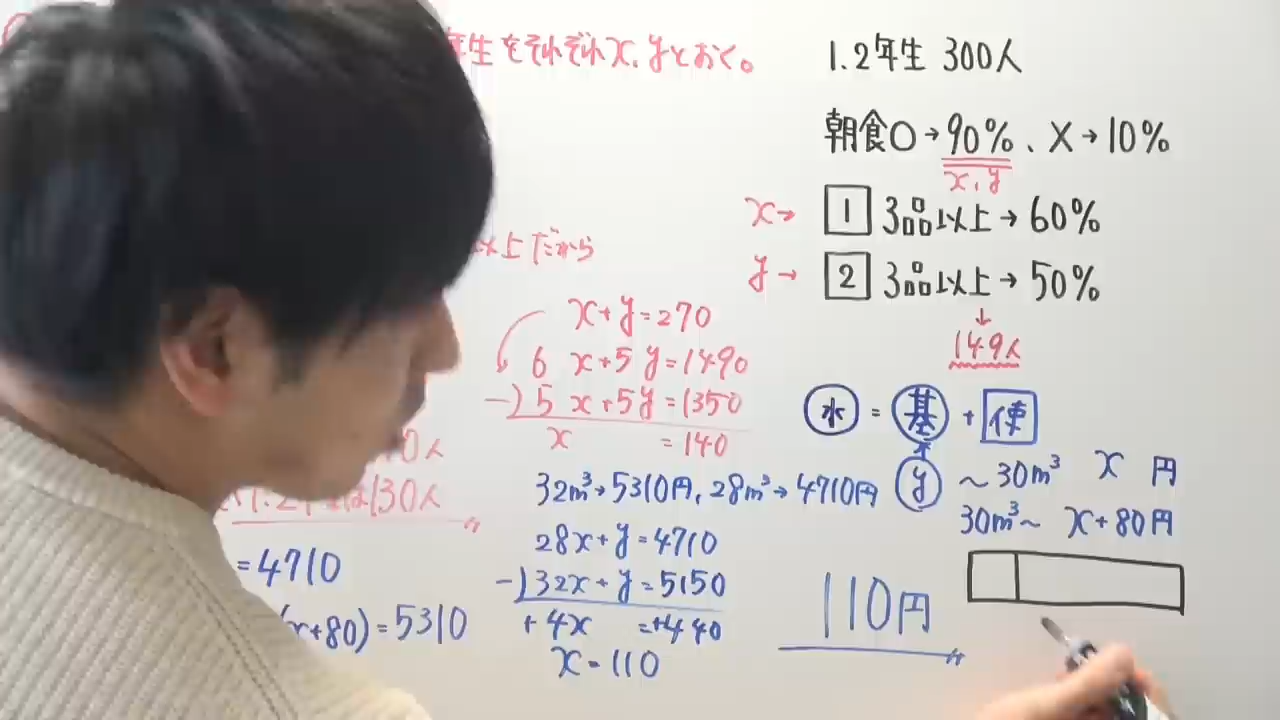 年生をそれぞれx,yとおく。
以上だから
x+y=270
6x+5y=1490
-)5x+5y=1350
x=140
0人
130人
=4710
(x+80)=5310
32m³→5310円,28m³→4710円
28x+y=4710
-)32x+y=5150
+4x=+440
x=110
1.2年生 300人
朝食○→90%、×→10%
x,y
x→ 1 3品以上→60%
y→ 2 3品以上→50%
↓
149人
水=基+使
y
~30m³ x円
30m³~ x+80円
110円